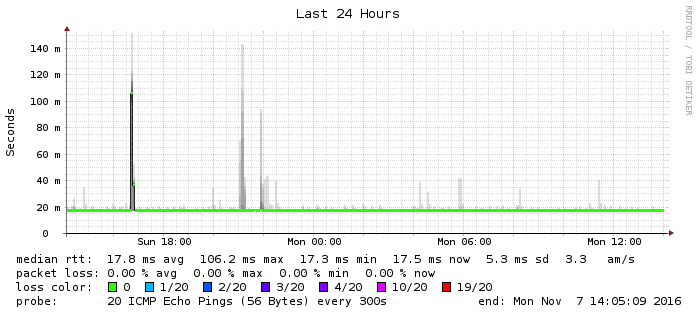 Last 24 Hours
RRDTOOL / TOBI OETIKER
Seconds
140 m
120 m
100 m
80 m
60 m
40 m
20 m
0
Sun 18:00 Mon 00:00 Mon 06:00 Mon 12:00
median rtt: 17.8 ms avg 106.2 ms max 17.3 ms min 17.5 ms now 5.3 ms sd 3.3 am/s
packet loss: 0.00 % avg 0.00 % max 0.00 % min 0.00 % now
loss color: 0 1/20 2/20 3/20 4/20 10/20 19/20
probe: 20 ICMP Echo Pings (56 Bytes) every 300s end: Mon Nov 7 14:05:09 2016